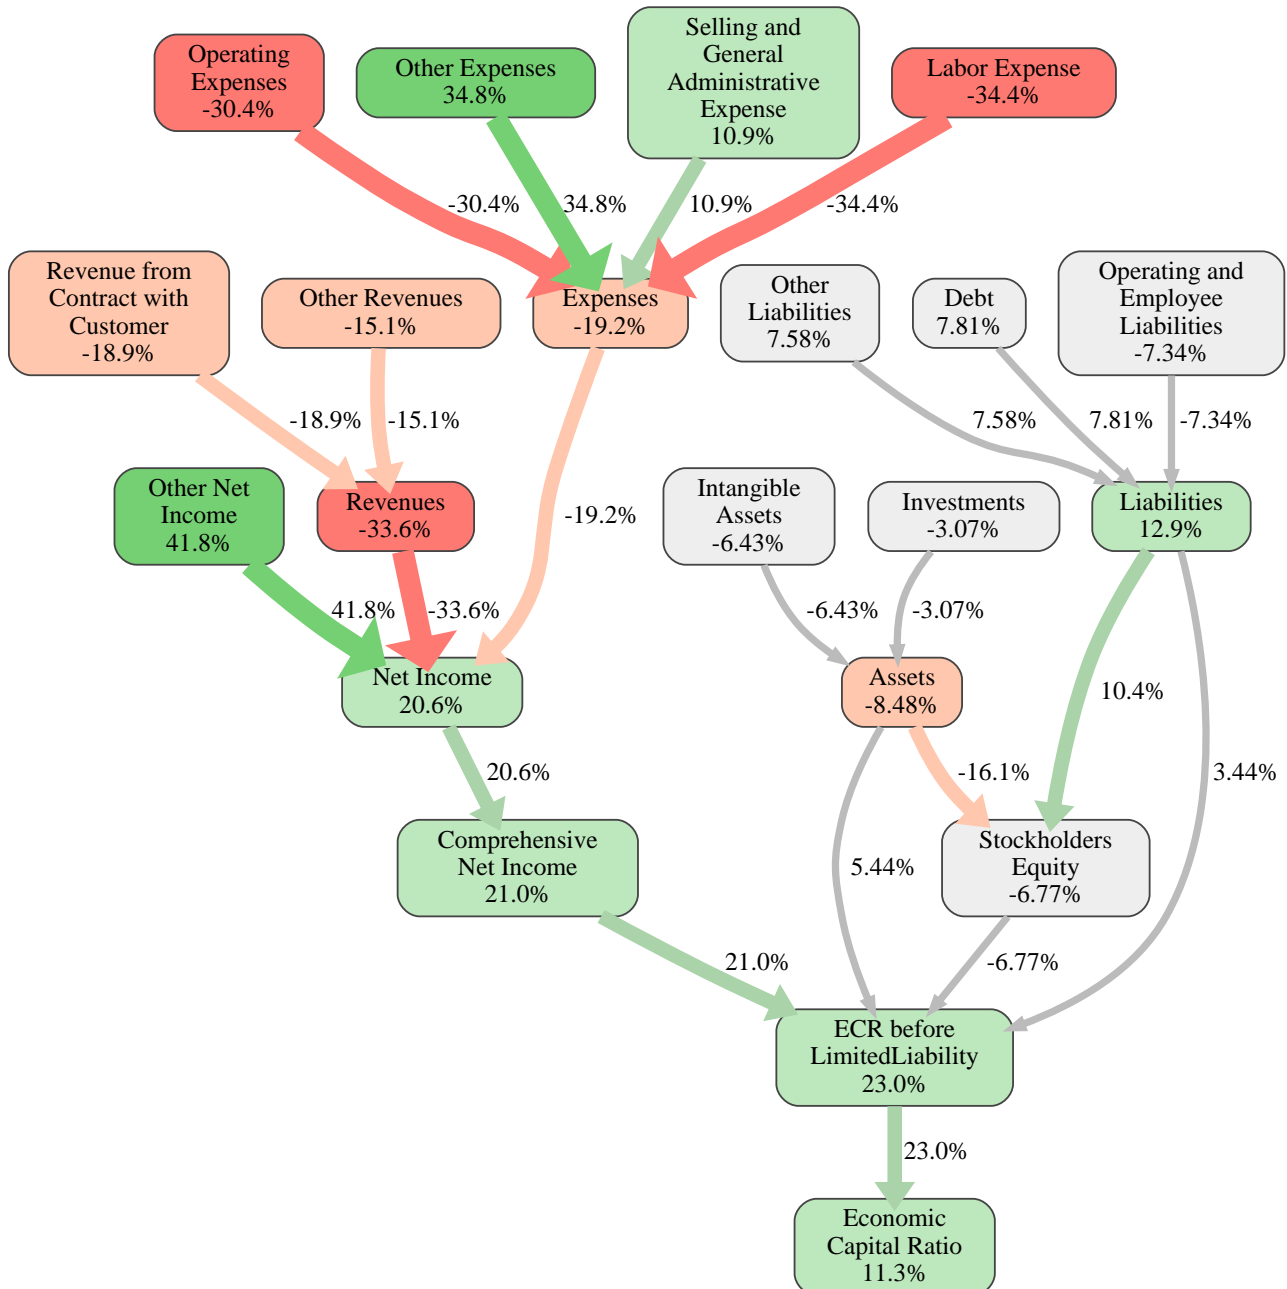 Operating
Expenses
-30.4%
Other Expenses
34.8%
Selling and
General
Administrative
Expense
10.9%
Labor Expense
-34.4%
-30.4%
34.8%
10.9%
-34.4%
Revenue from
Contract with
Customer
-18.9%
Other Revenues
-15.1%
Expenses
-19.2%
Other
Liabilities
7.58%
Debt
7.81%
Operating and
Employee
Liabilities
-7.34%
-18.9%
-15.1%
7.58%
7.81%
-7.34%
Other Net
Income
41.8%
Revenues
-33.6%
-19.2%
Intangible
Assets
-6.43%
Investments
-3.07%
Liabilities
12.9%
41.8%
-33.6%
-6.43%
-3.07%
Net Income
20.6%
Assets
-8.48%
10.4%
20.6%
-16.1%
3.44%
Comprehensive
Net Income
21.0%
5.44%
Stockholders
Equity
-6.77%
21.0%
-6.77%
ECR before
LimitedLiability
23.0%
23.0%
Economic
Capital Ratio
11.3%